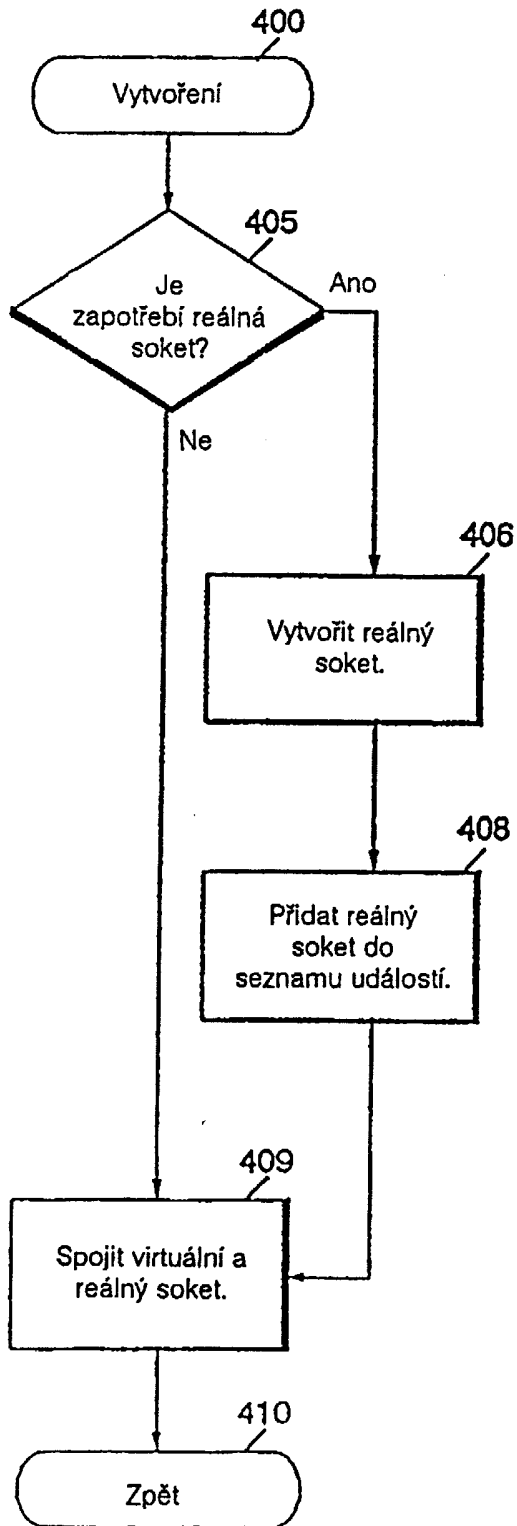 400
Vytvoření
405
Je
zapotřebí reálná
soket?
Ano
Ne
406
Vytvořit reálný
soket.
408
Přidat reálný
soket do
seznamu událostí.
409
Spojit virtuální a
reálný soket.
410
Zpět